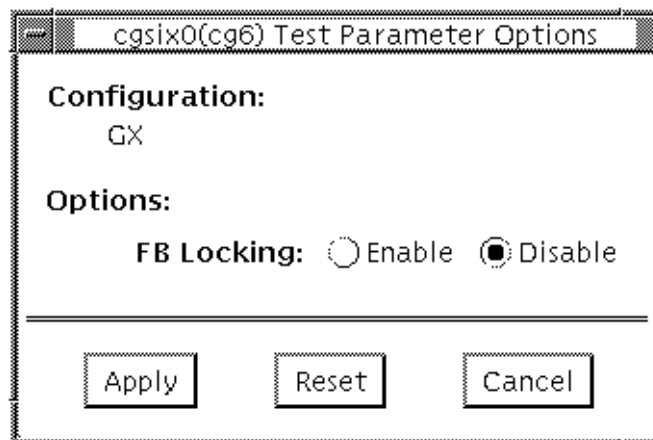 cgsix0(cg6) Test Parameter Options
Configuration:
GX
Options:
FB Locking: Enable Disable
Apply Reset Cancel